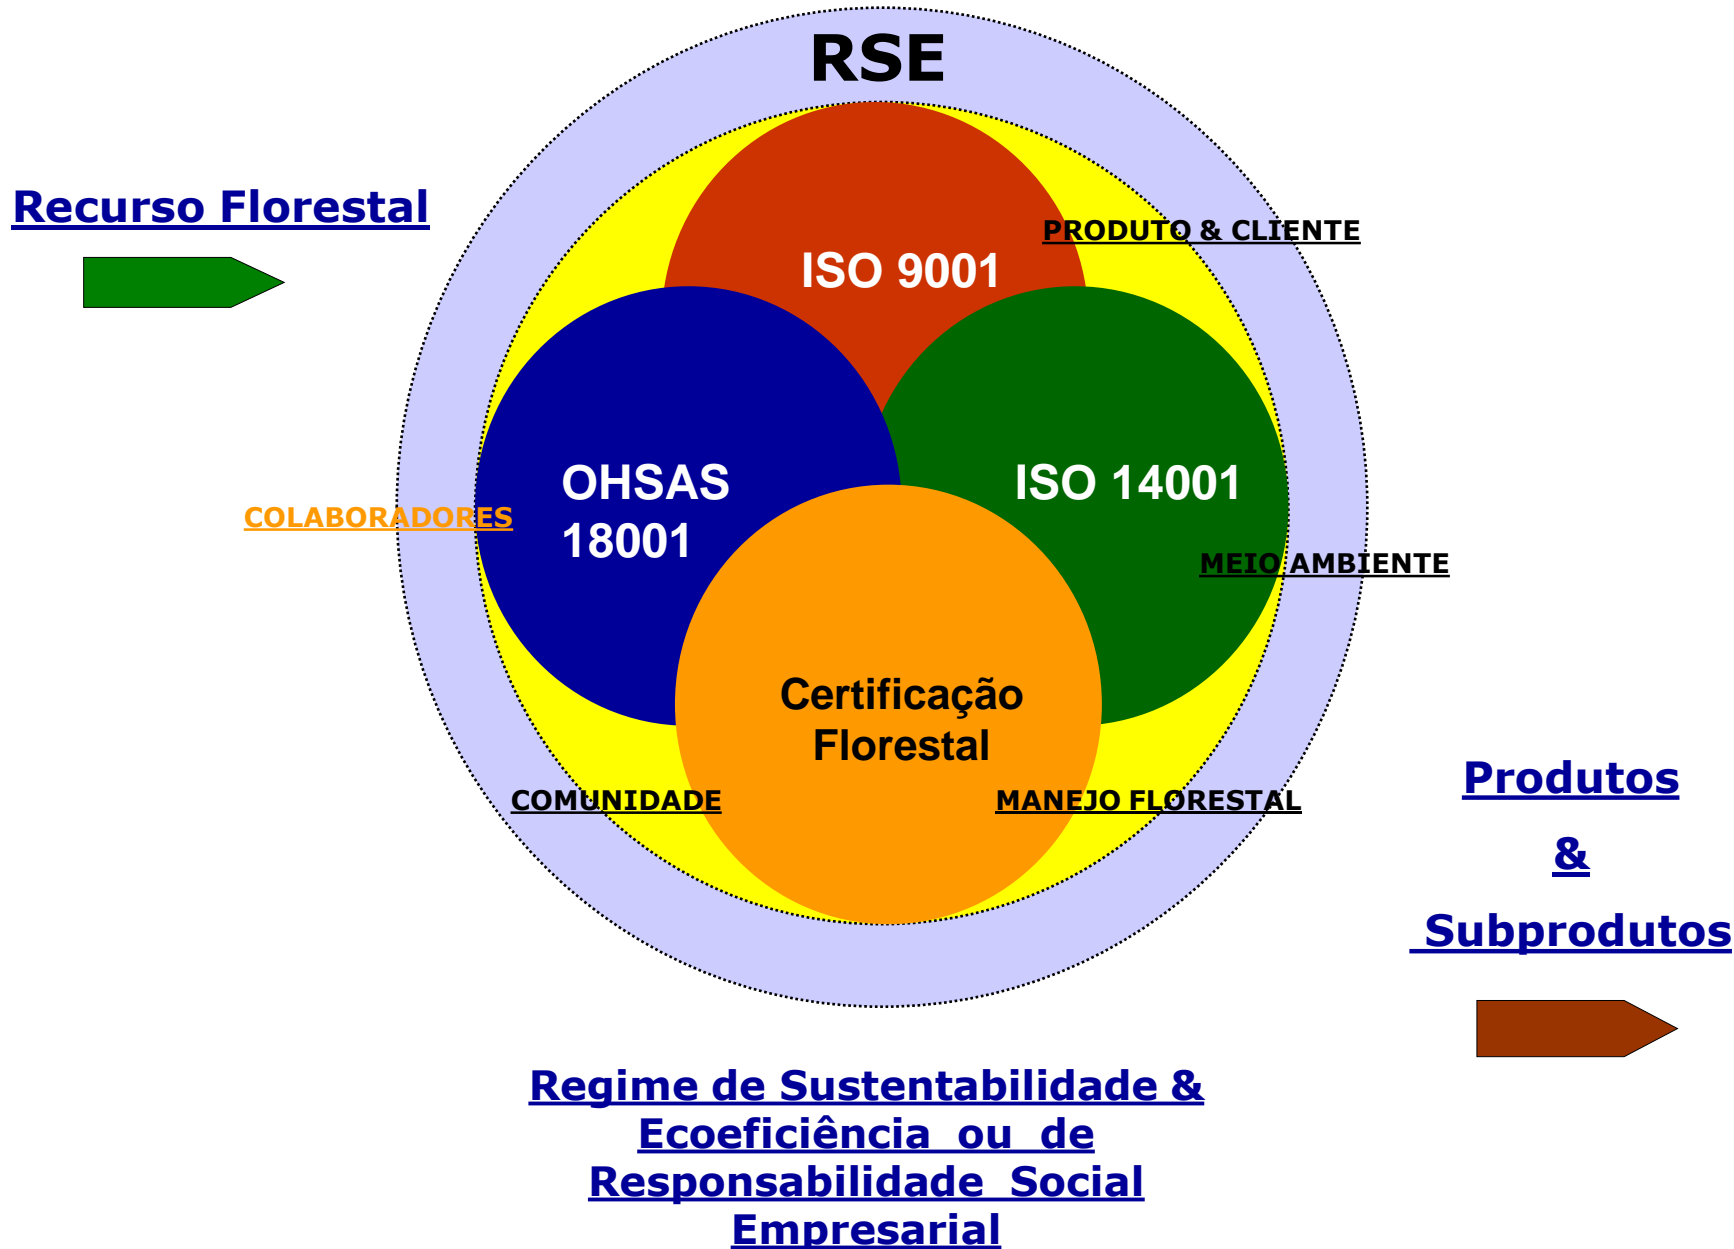 RSE
Recurso Florestal
PRODUTO & CLIENTE
ISO 9001
OHSAS
18001
ISO 14001
COLABORADORES
MEIO AMBIENTE
Certificação
Florestal
COMUNIDADE
MANEJO FLORESTAL
Produtos
&
Subprodutos
Regime de Sustentabilidade &
Ecoeficiência ou de
Responsabilidade Social
Empresarial